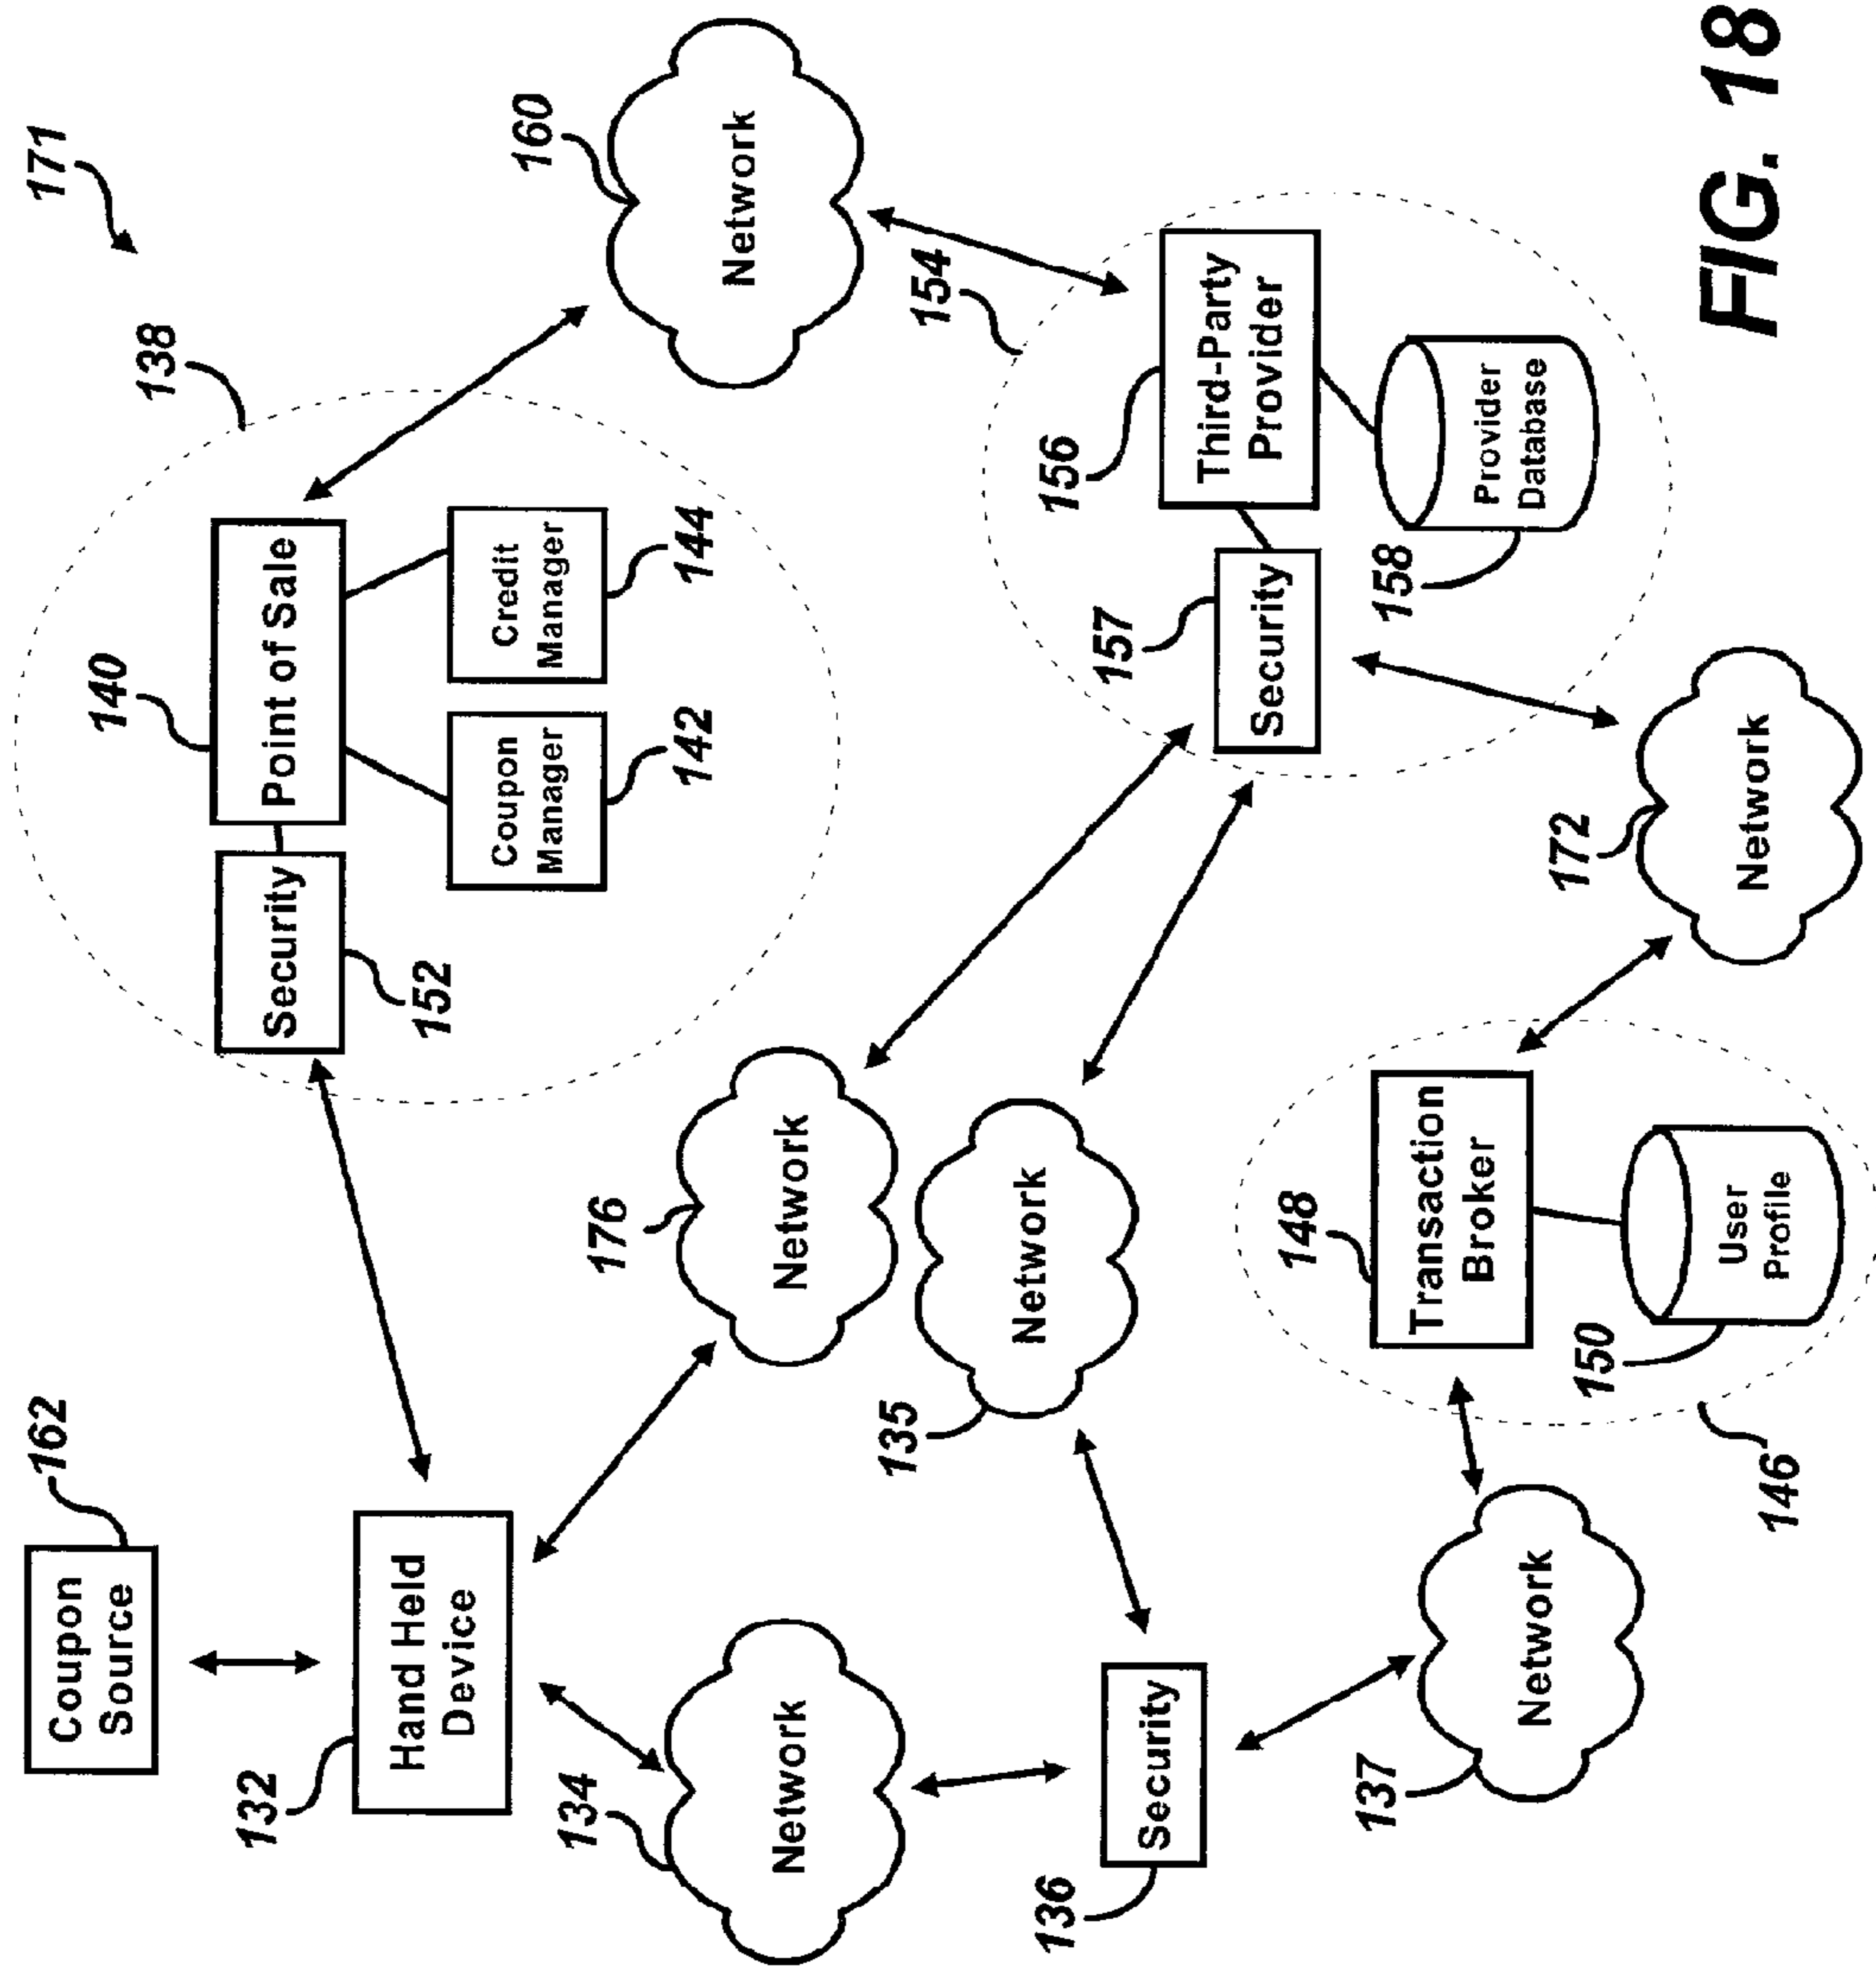 171
162
Coupon
Source
138
140
132
Hand Held
Device
Security
Point of Sale
152
Coupon
Manager
Credit
Manager
142
144
160
Network
134
Network
176
Network
135
Network
154
136
Security
157
Security
156
Third-Party
Provider
158
Provider
Database
137
Network
148
Transaction
Broker
150
User
Profile
146
172
Network
FIG. 18